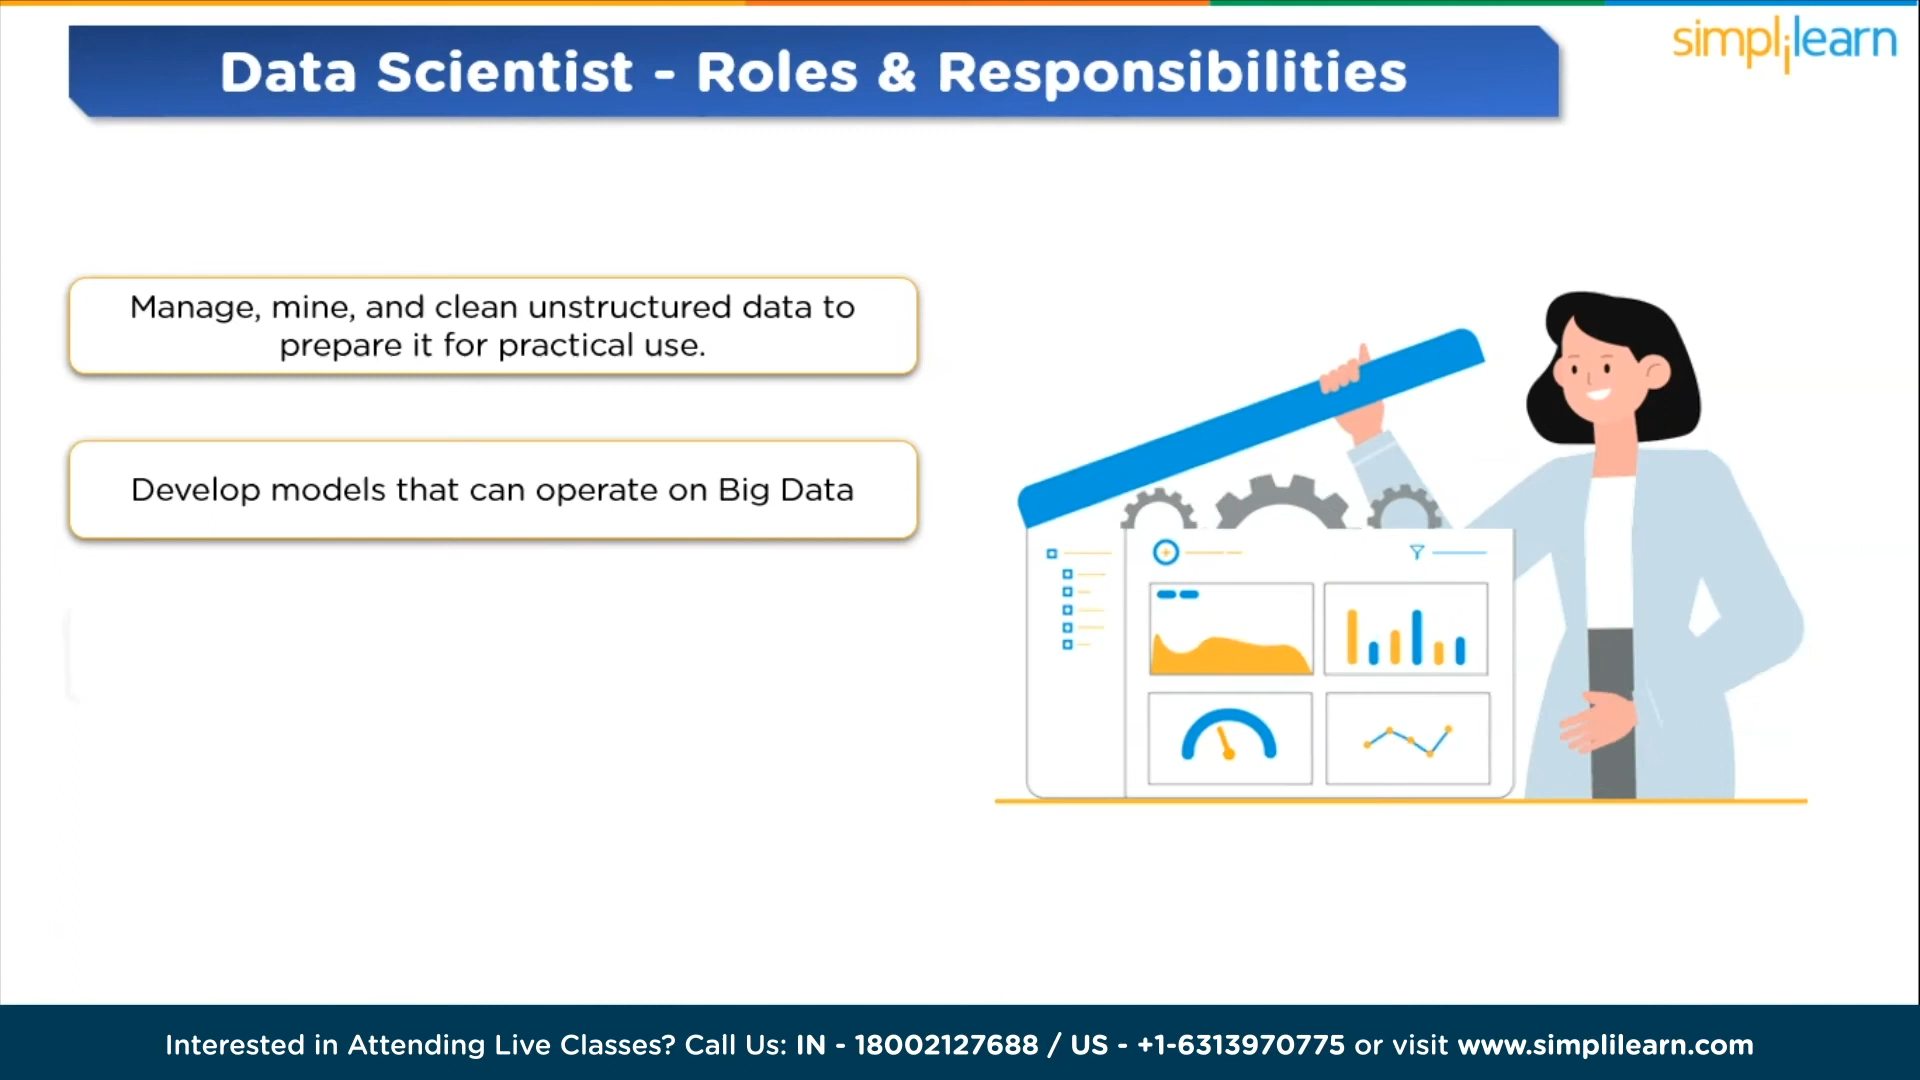 simplilearn
Data Scientist - Roles & Responsibilities
Manage, mine, and clean unstructured data to
prepare it for practical use.
Develop models that can operate on Big Data
Interested in Attending Live Classes? Call Us: IN - 18002127688 / US - +1-6313970775 or visit www.simplilearn.com